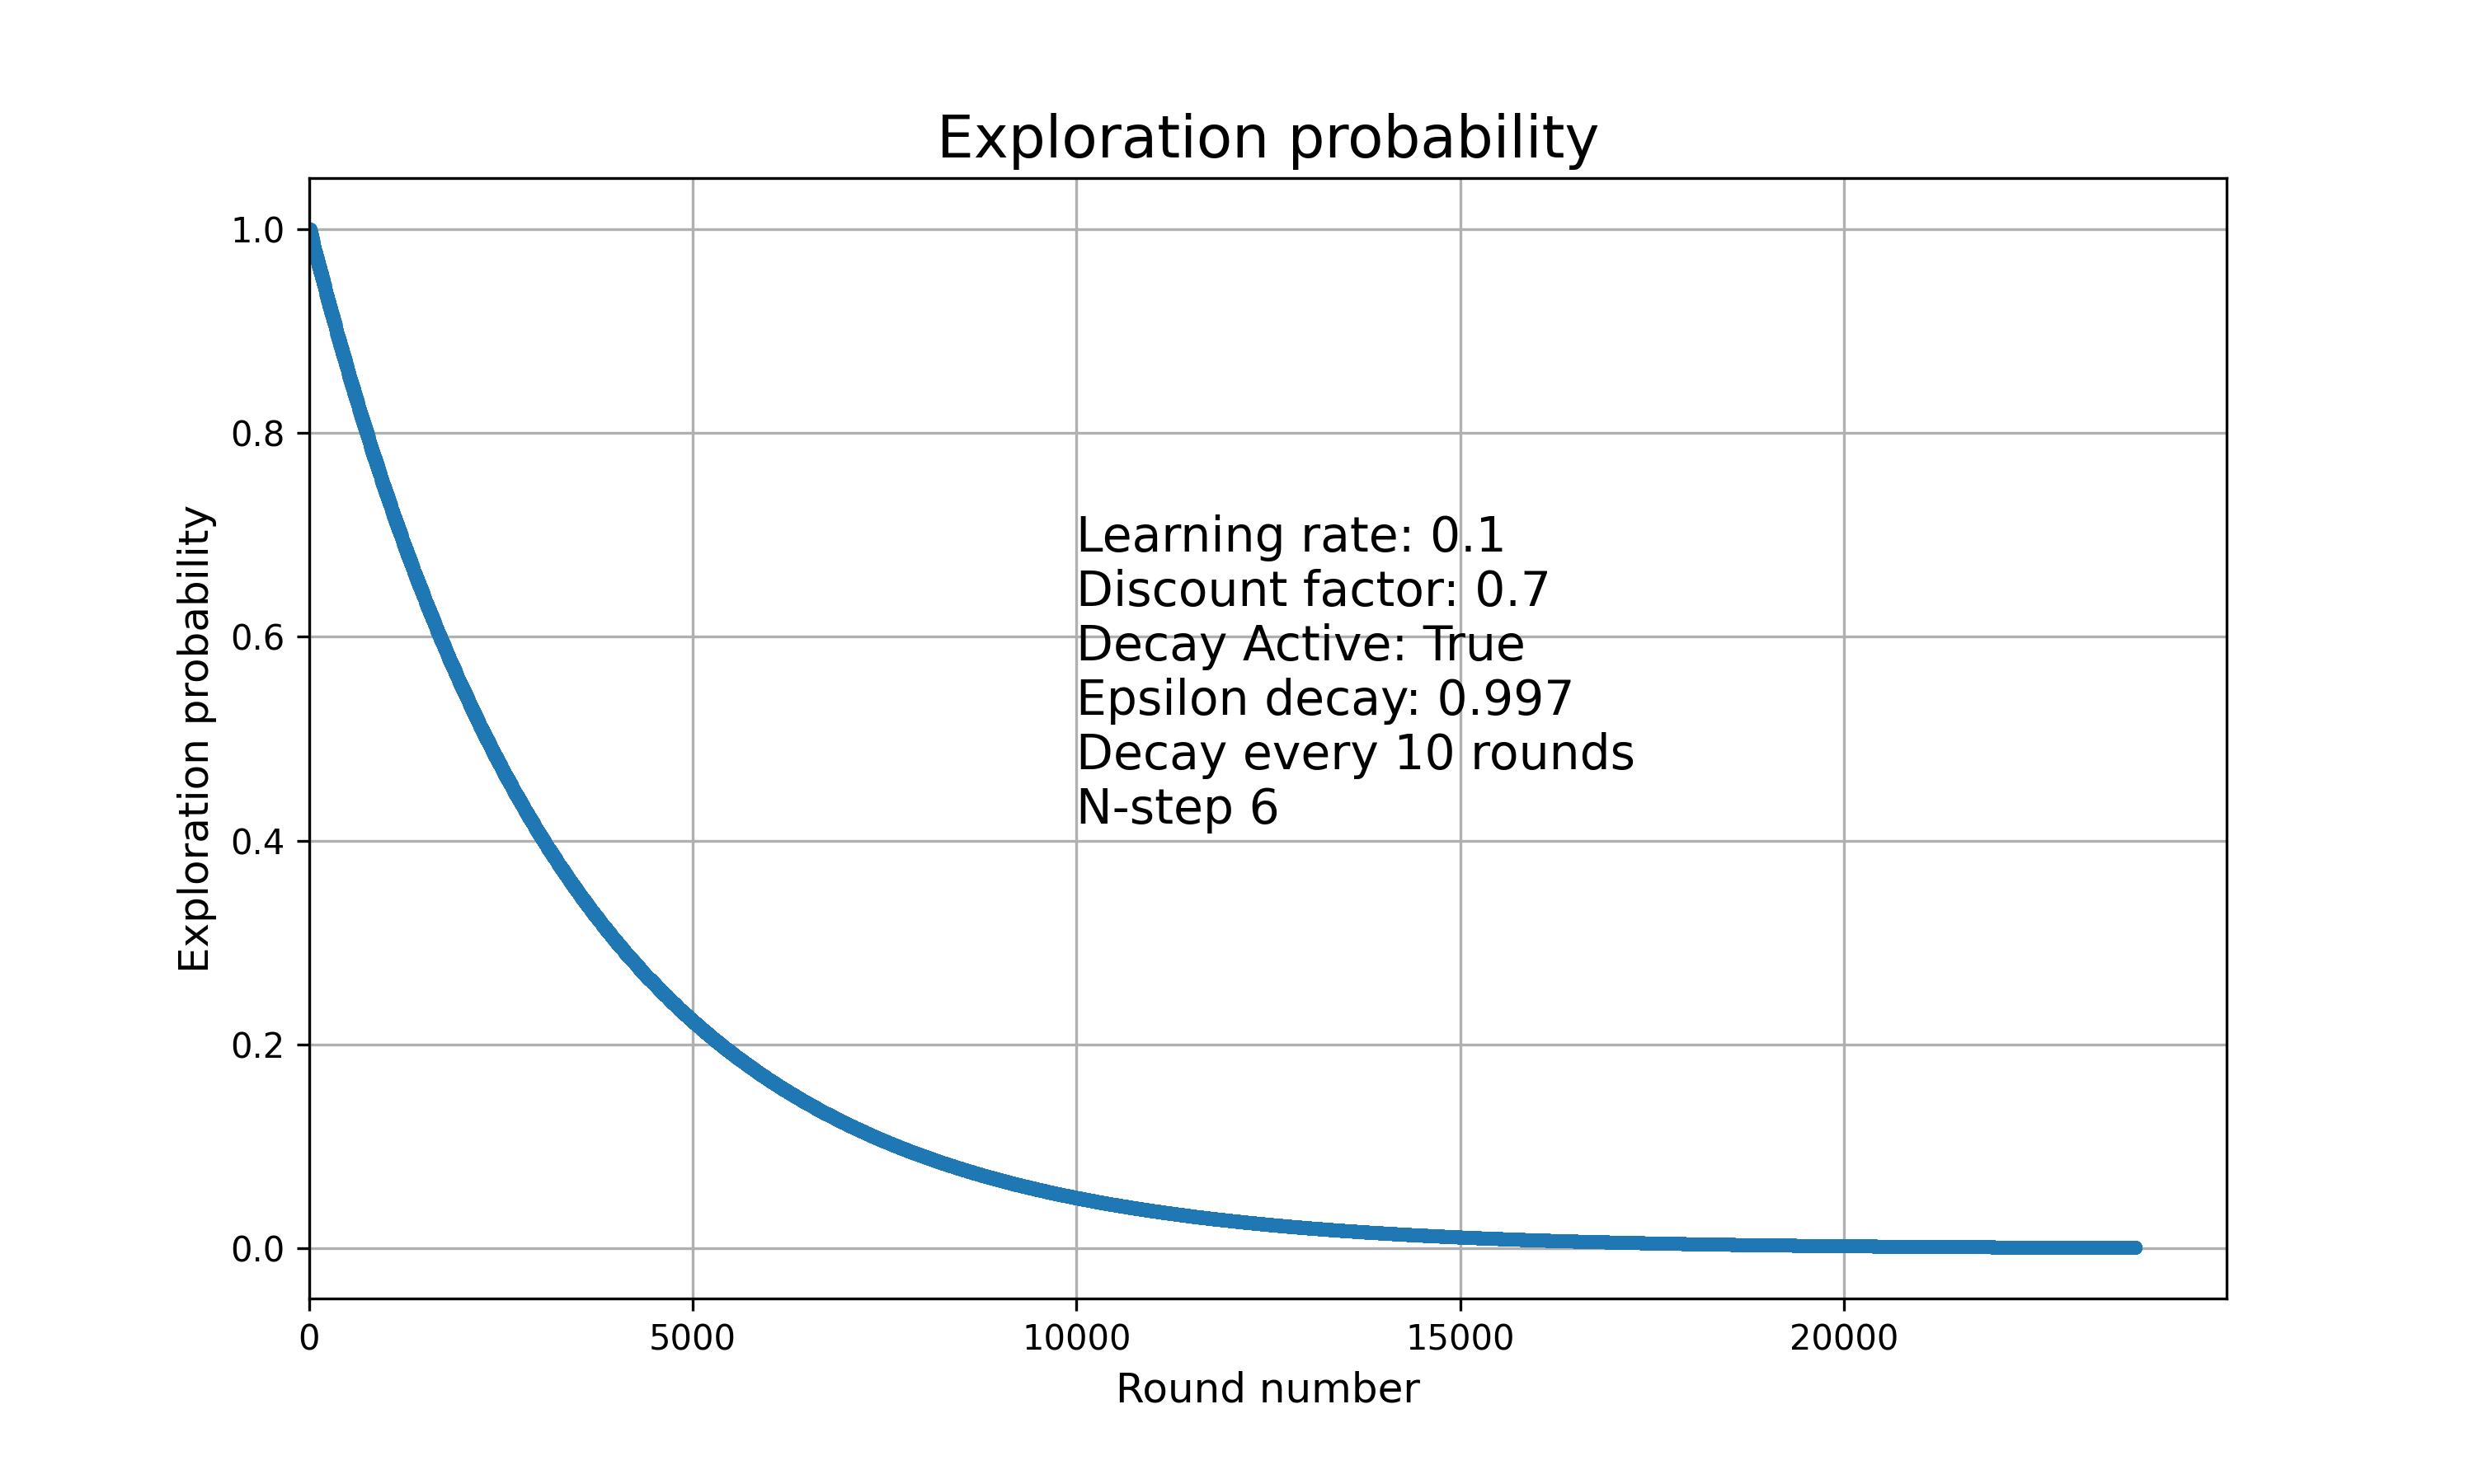 Exploration probability
Exploration probability
1.0
0.8
0.6
0.4
0.2
0.0
Learning rate: 0.1
Discount factor: 0.7
Decay Active: True
Epsilon decay: 0.997
Decay every 10 rounds
N-step 6
0 5000 10000 15000 20000
Round number